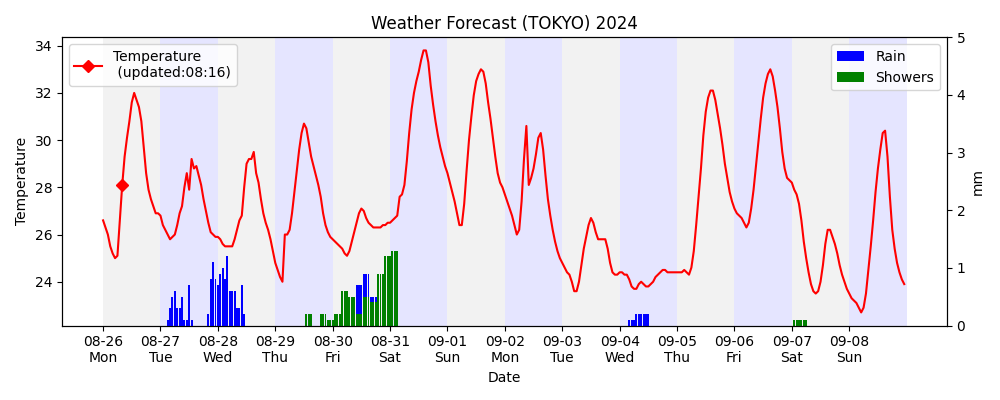 Weather Forecast (TOKYO) 2024
Temperature
(updated:08:16)
Rain
Showers
34
32
30
28
26
24
Temperature
5
4
3
2
1
0
mm
08-26 08-27 08-28 08-29 08-30 08-31 09-01 09-02 09-03 09-04 09-05 09-06 09-07 09-08
Mon Tue Wed Thu Fri Sat Sun Mon Tue Wed Thu Fri Sat Sun
Date